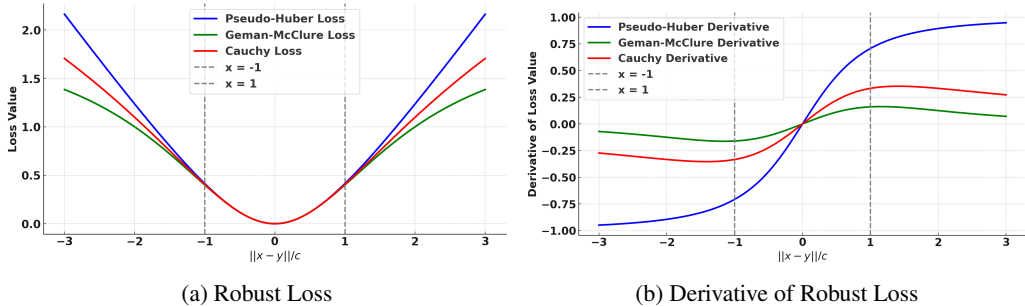 Loss Value
2.0
1.5
1.0
0.5
0.0
Pseudo-Huber Loss
Geman-McClure Loss
Cauchy Loss
x = -1
x = 1
−3 −2 −1 0 1 2 3
||x − y||/c
(a) Robust Loss
Derivative of Loss Value
1.00
0.75
0.50
0.25
0.00
−0.25
−0.50
−0.75
−1.00
Pseudo-Huber Derivative
Geman-McClure Derivative
Cauchy Derivative
x = -1
x = 1
−3 −2 −1 0 1 2 3
||x − y||/c
(b) Derivative of Robust Loss